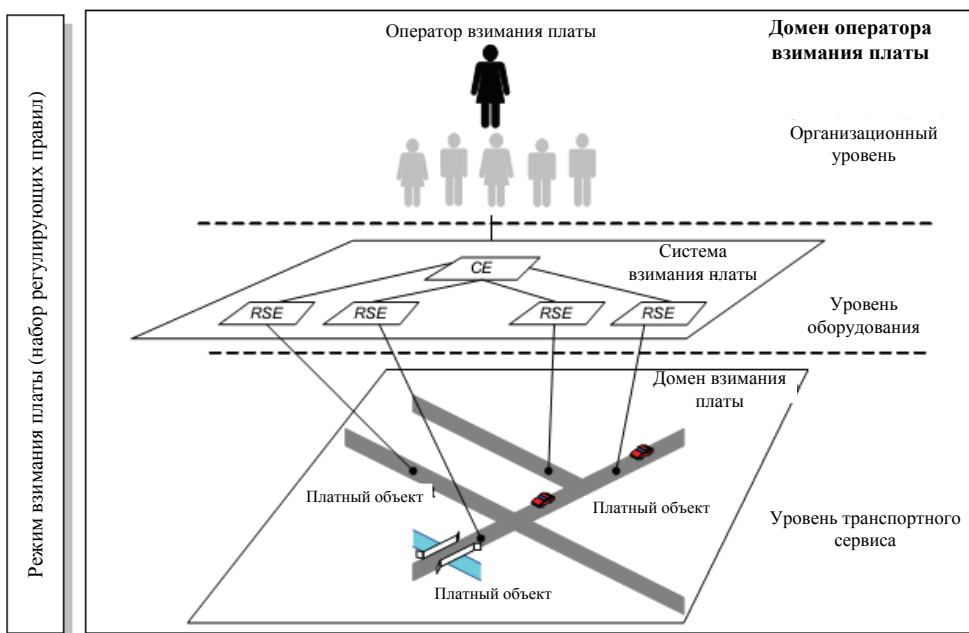 Режим взимания платы (набор регулирующих правил)
Оператор взимания платы
Домен оператора
взимания платы
Организационный
уровень
Система
взимания нлаты
CE
RSE
RSE
RSE
RSE
Уровень
оборудования
Домен взимания
платы
Платный объект
Платный объект
Платный объект
Уровень транспортного
сервиса